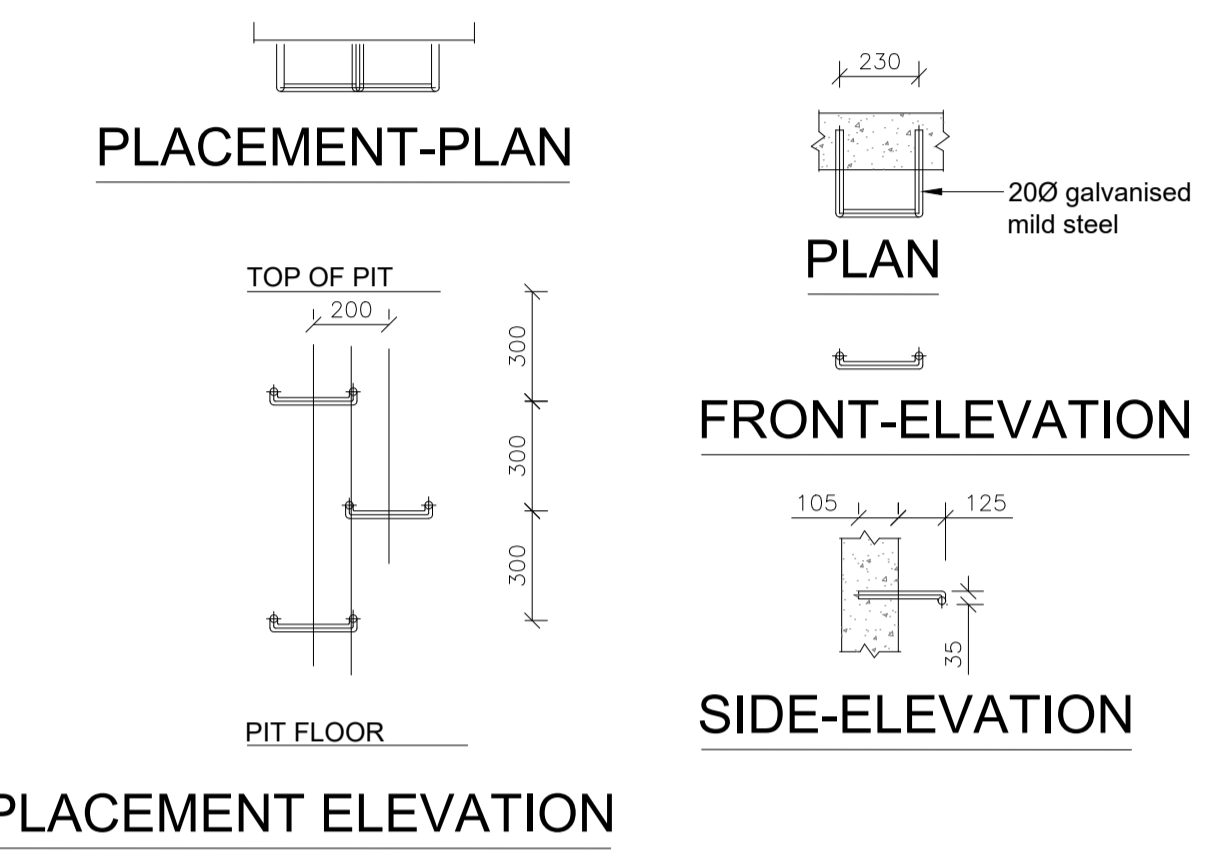 PLACEMENT-PLAN
TOP OF PIT
200
300
300
300
PIT FLOOR
PLACEMENT ELEVATION
230
20Ø galvanised
mild steel
PLAN
FRONT-ELEVATION
105
125
35
SIDE-ELEVATION